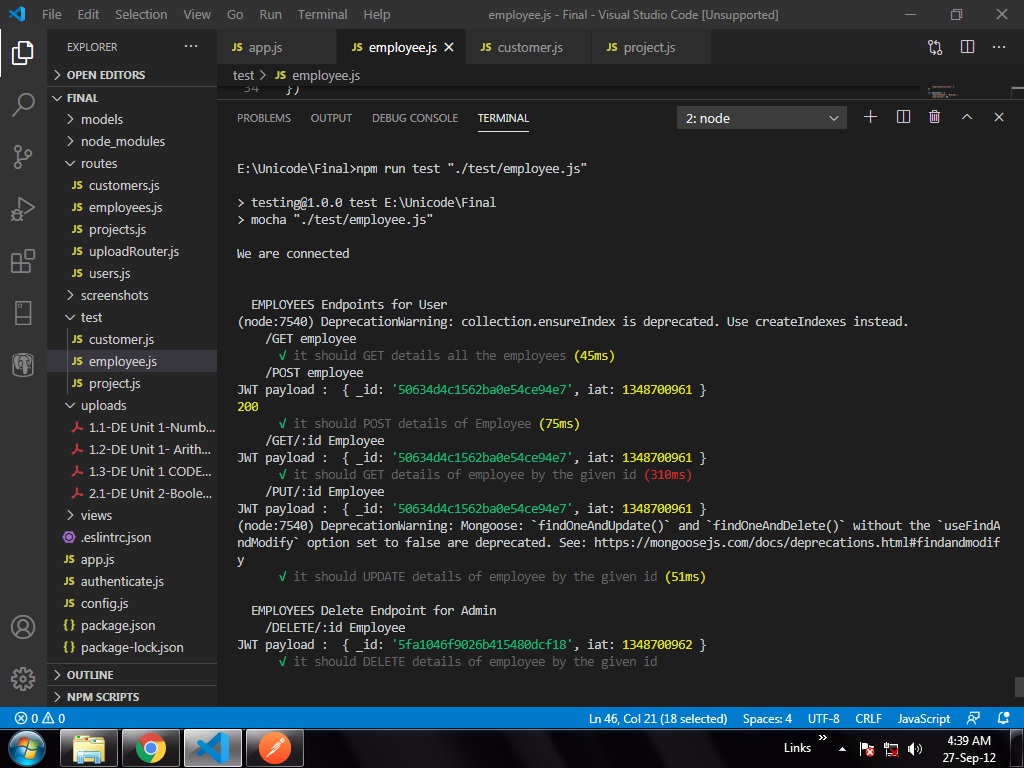 File Edit Selection View Go Run Terminal Help employee.js - Final - Visual Studio Code [Unsupported]
EXPLORER
JS app.js JS employee.js JS customer.js JS project.js
test > JS employee.js
OPEN EDITORS
FINAL
models
node_modules
routes
JS customers.js
JS employees.js
JS projects.js
JS uploadRouter.js
JS users.js
screenshots
test
JS customer.js
JS employee.js
JS project.js
uploads
1.1-DE Unit 1-Numb...
1.2-DE Unit 1- Arith...
1.3-DE Unit 1 CODE...
2.1-DE Unit 2-Boole...
views
.eslintrc.json
JS app.js
JS authenticate.js
JS config.js
{} package.json
{} package-lock.json
OUTLINE
NPM SCRIPTS
34 })
PROBLEMS OUTPUT DEBUG CONSOLE TERMINAL 2: node
E:\Unicode\Final>npm run test "./test/employee.js"
> testing@1.0.0 test E:\Unicode\Final
> mocha "./test/employee.js"
We are connected
EMPLOYEES Endpoints for User
(node:7540) DeprecationWarning: collection.ensureIndex is deprecated. Use createIndexes instead.
/GET employee
√ it should GET details all the employees (45ms)
/POST employee
JWT payload :  { _id: '50634d4c1562ba0e54ce94e7', iat: 1348700961 }
200
√ it should POST details of Employee (75ms)
/GET/:id Employee
JWT payload :  { _id: '50634d4c1562ba0e54ce94e7', iat: 1348700961 }
√ it should GET details of employee by the given id (310ms)
/PUT/:id Employee
JWT payload :  { _id: '50634d4c1562ba0e54ce94e7', iat: 1348700961 }
(node:7540) DeprecationWarning: Mongoose: `findOneAndUpdate()` and `findOneAndDelete()` without the `useFindA
ndModify` option set to false are deprecated. See: https://mongoosejs.com/docs/deprecations.html#findandmodif
y
√ it should UPDATE details of employee by the given id (51ms)
EMPLOYEES Delete Endpoint for Admin
/DELETE/:id Employee
JWT payload :  { _id: '5fa1046f9026b415480dcf18', iat: 1348700962 }
√ it should DELETE details of employee by the given id
0 0 Ln 46, Col 21 (18 selected) Spaces: 4 UTF-8 CRLF JavaScript
Links » 4:39 AM
27-Sep-12